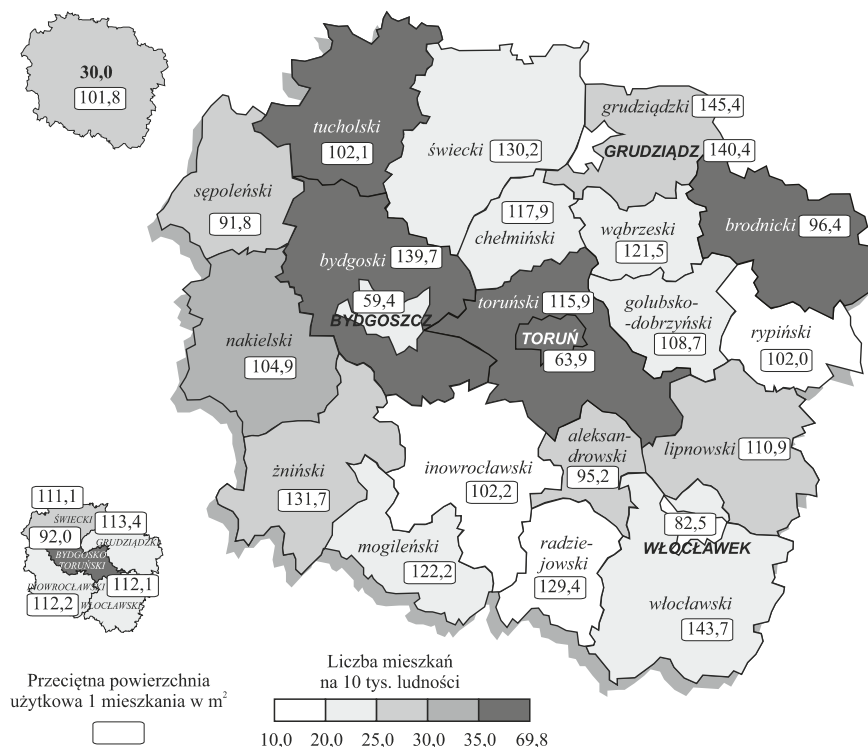 30,0
101,8
tucholski
102,1
świecki 130,2
grudziądzki 145,4
GRUDZIĄDZ 140,4
sępoleński
91,8
117,9
chełmiński
wąbrzeski
121,5
brodnicki 96,4
bydgoski 139,7
59,4
BYDGOSZCZ
toruński 115,9
TORUŃ
63,9
golubsko-
-dobrzyński
108,7
rypiński
102,0
nakielski
104,9
żniński
131,7
inowrocławski
102,2
aleksan-
drowski
95,2
lipnowski 110,9
mogileński
122,2
radzie-
jowski
129,4
82,5
WŁOCŁAWEK
włocławski
143,7
111,1
ŚWIECKI 113,4
92,0 GRUDZIĄDZKI
BYDGOSKO
TORUŃSKI
112,1
INOWROCŁAWSKI
112,2 WŁOCŁAWSKI
Przeciętna powierzchnia
użytkowa 1 mieszkania w m²
Liczba mieszkań
na 10 tys. ludności
10,0 20,0 25,0 30,0 35,0 69,8